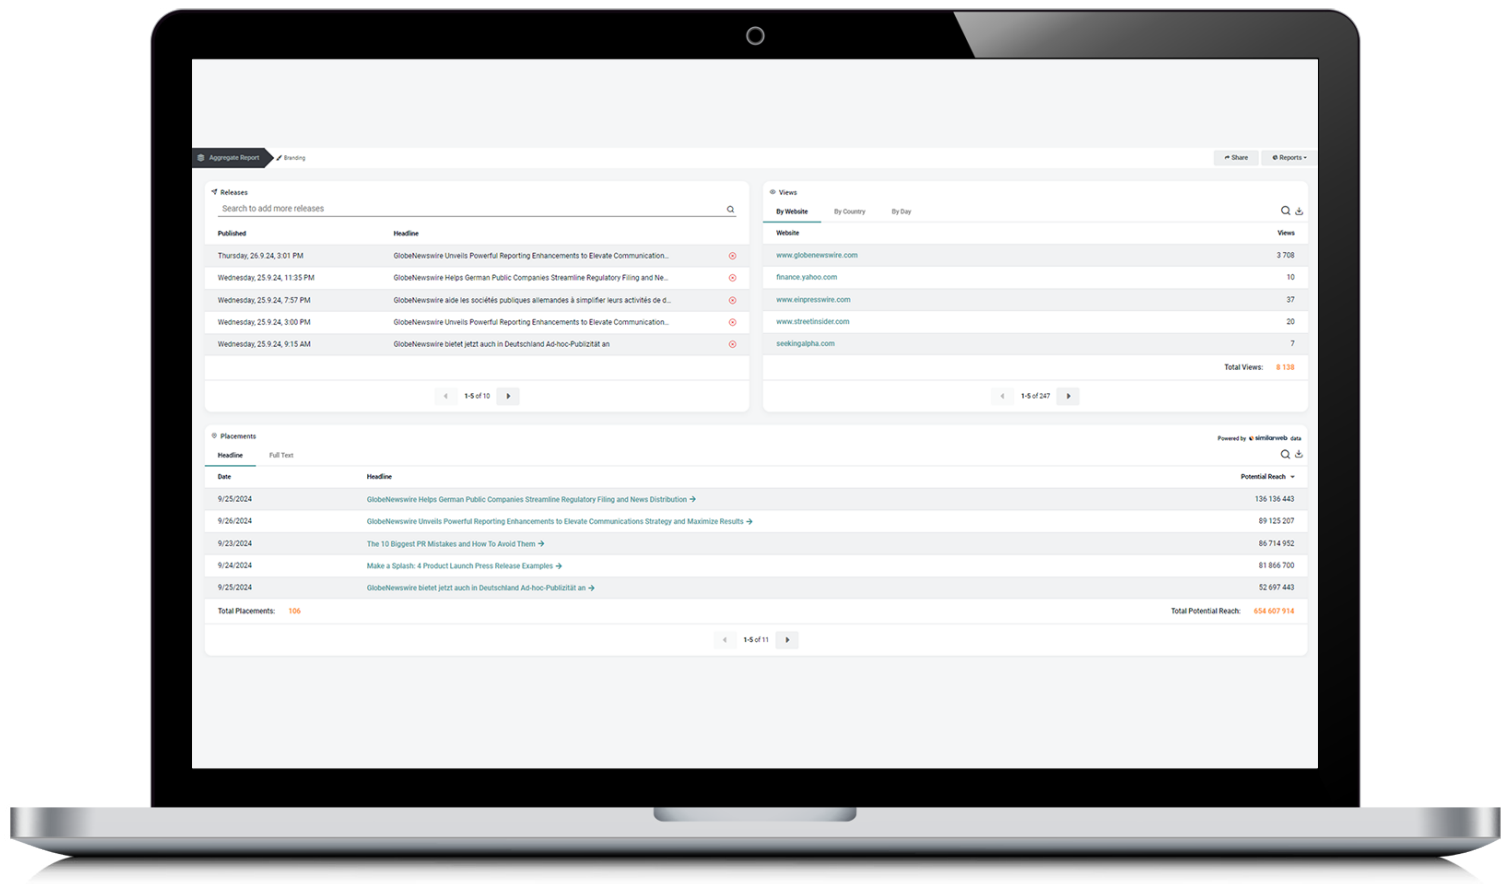 Aggregate Report
Branding
Share
Reports
Releases
Search to add more releases
Published Headline
Thursday, 26.9.24, 3:01 PM GlobeNewswire Unveils Powerful Reporting Enhancements to Elevate Communication...
Wednesday, 25.9.24, 11:35 PM GlobeNewswire Helps German Public Companies Streamline Regulatory Filing and Ne...
Wednesday, 25.9.24, 7:57 PM GlobeNewswire aide les sociétés publiques allemandes à simplifier leurs activités de d...
Wednesday, 25.9.24, 3:00 PM GlobeNewswire Unveils Powerful Reporting Enhancements to Elevate Communication...
Wednesday, 25.9.24, 9:15 AM GlobeNewswire bietet jetzt auch in Deutschland Ad-hoc-Publizität an
1-5 of 10
Views
By Website By Country By Day
Website Views
www.globenewswire.com 3 708
finance.yahoo.com 10
www.einpresswire.com 37
www.streetinsider.com 20
seekingalpha.com 7
Total Views: 8 138
1-5 of 247
Placements
Powered by similarweb data
Headline Full Text
Date Headline Potential Reach
9/25/2024 GlobeNewswire Helps German Public Companies Streamline Regulatory Filing and News Distribution → 136 136 443
9/26/2024 GlobeNewswire Unveils Powerful Reporting Enhancements to Elevate Communications Strategy and Maximize Results → 89 125 207
9/23/2024 The 10 Biggest PR Mistakes and How To Avoid Them → 86 714 952
9/24/2024 Make a Splash: 4 Product Launch Press Release Examples → 81 866 700
9/25/2024 GlobeNewswire bietet jetzt auch in Deutschland Ad-hoc-Publizität an → 52 697 443
Total Placements: 106 Total Potential Reach: 654 607 914
1-5 of 11